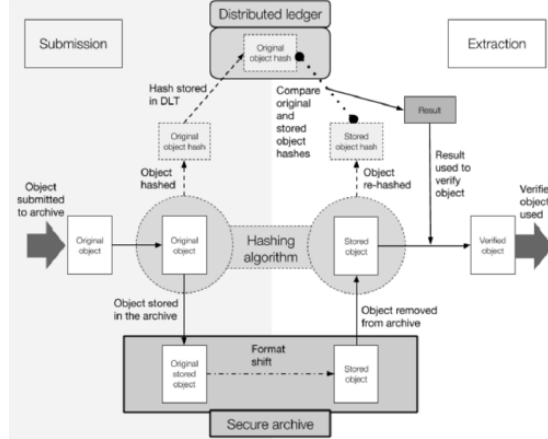 Distributed ledger
Submission
Extraction
Original
object hash
Hash stored
in DLT
Compare
original
and
stored
object
hashes
Result
Original
object hash
Stored
object hash
Object
hashed
Object
re-hashed
Result
used to
verify
object
Object
submitted
to archive
Verifie
object
used
Original
object
Original
object
Hashing
algorithm
Stored
object
Verified
object
Object stored
in the archive
Object removed
from archive
Original
stored
object
Format
shift
Stored
object
Secure archive